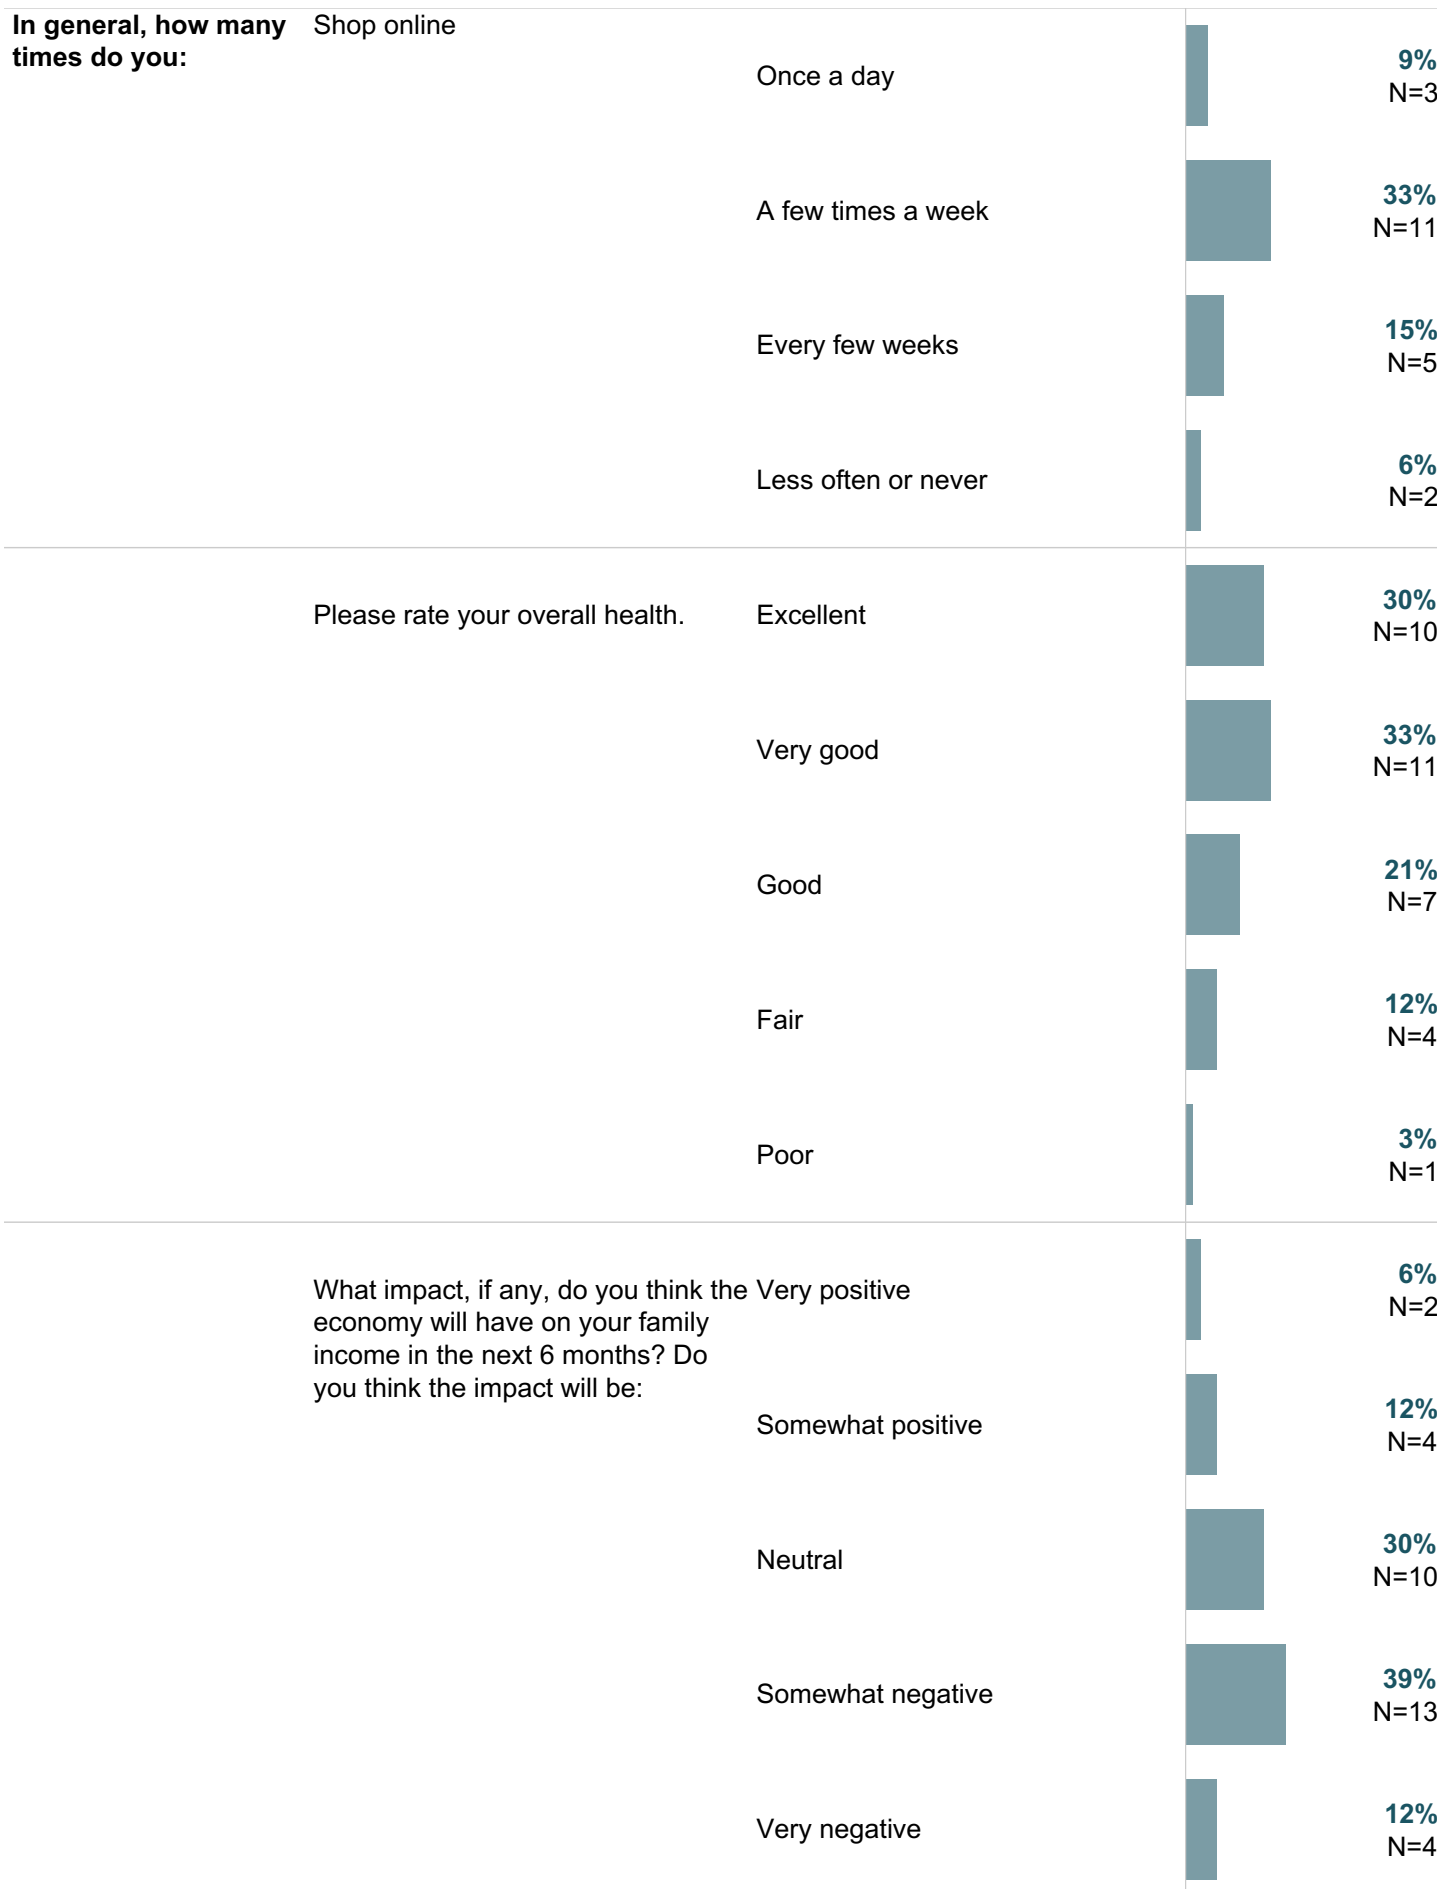 In general, how many
times do you:
Shop online
Once a day
9%
N=3
A few times a week
33%
N=11
Every few weeks
15%
N=5
Less often or never
6%
N=2
Please rate your overall health.
Excellent
30%
N=10
Very good
33%
N=11
Good
21%
N=7
Fair
12%
N=4
Poor
3%
N=1
What impact, if any, do you think the
economy will have on your family
income in the next 6 months? Do
you think the impact will be:
Very positive
6%
N=2
Somewhat positive
12%
N=4
Neutral
30%
N=10
Somewhat negative
39%
N=13
Very negative
12%
N=4